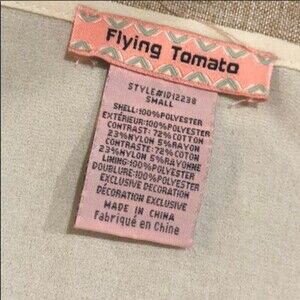 Flying Tomato
STYLE#ID12238
SMALL
SHELL:100%POLYESTER
EXTÉRIEUR:100%POLYESTER
CONTRAST: 72%COTTON
23%NYLON 5%RAYON
CONTRASTE: 72%COTON
23%NYLON 5%RAYONNE
LINING:100%POLYESTER
DOUBLURE:100%POLYESTER
EXCLUSIVE DECORATION
DÉCORATION EXCLUSIVE
MADE IN CHINA
Fabriqué en Chine